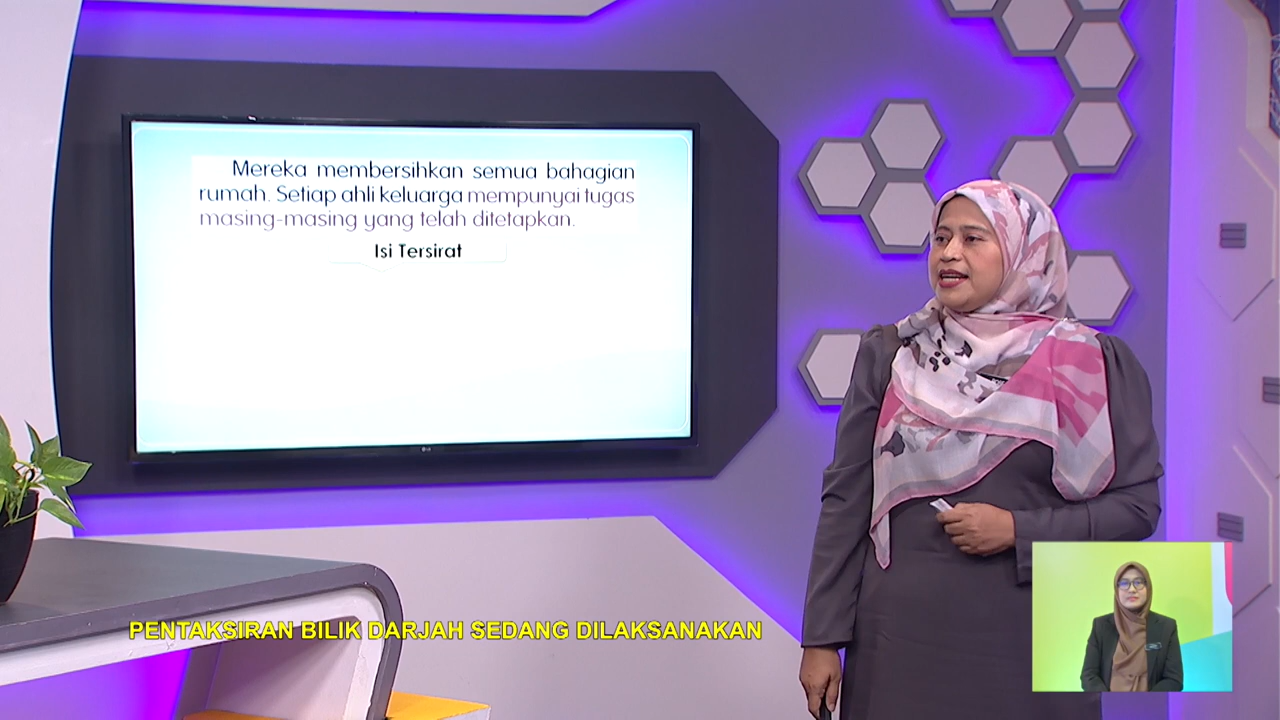 Mereka membersihkan semua bahagian
rumah. Setiap ahli keluarga mempunyai tugas
masing-masing yang telah ditetapkan.
Isi Tersirat
LG
PENTAKSIRAN BILIK DARJAH SEDANG DILAKSANAKAN